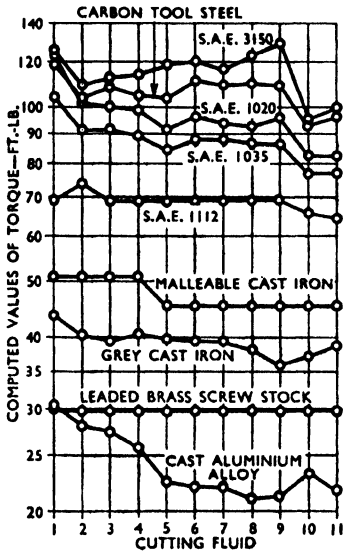 CARBON TOOL STEEL
S.A.E. 3150
S.A.E. 1020
S.A.E. 1035
S.A.E. 1112
MALLEABLE CAST IRON
GREY CAST IRON
LEADED BRASS SCREW STOCK
CAST ALUMINIUM
ALLOY
COMPUTED VALUES OF TORQUE—FT.-LB.
140
120
100
90
80
70
60
50
40
35
30
25
20
1 2 3 4 5 6 7 8 9 10 11
CUTTING FLUID